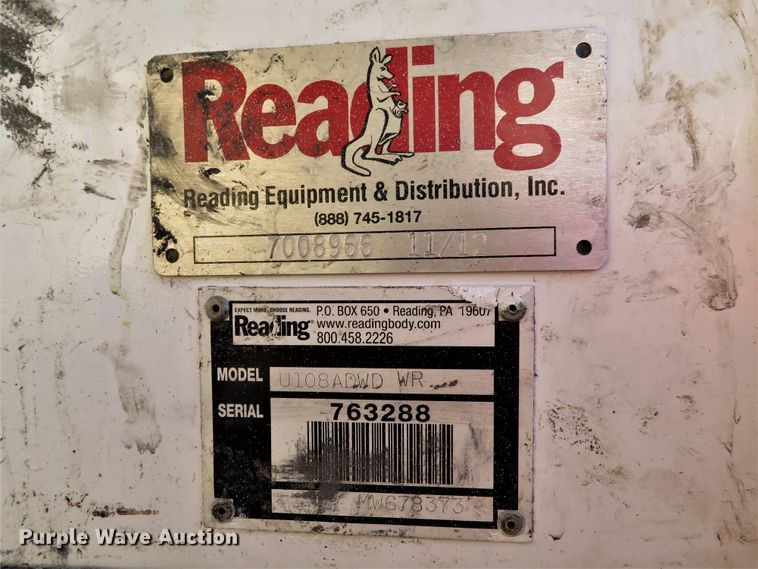 Reading
Reading Equipment & Distribution, Inc.
(888) 745-1817
7008966 11/12
EXPECT MORE. CHOOSE READING.
P.O. BOX 650 • Reading, PA 19607
Reading
www.readingbody.com
800.458.2226
MODEL U108ADWD WR
SERIAL 763288
MW678373
Purple Wave Auction